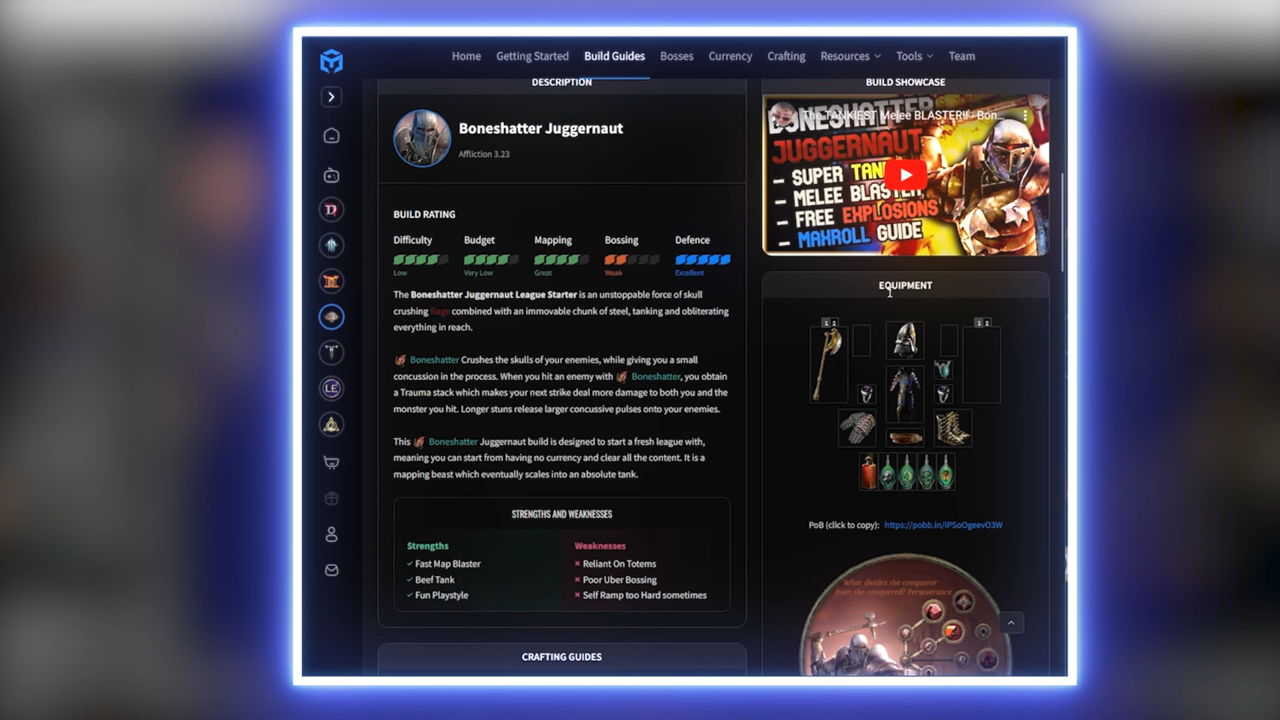 Home Getting Started Build Guides Bosses Currency Crafting Resources Tools Team
DESCRIPTION
Boneshatter Juggernaut
Affliction 3.23
BUILD RATING
Difficulty Budget Mapping Bossing Defence
Low Very Low Great Weak Excellent
The Boneshatter Juggernaut League Starter is an unstoppable force of skull
crushing Rage combined with an immovable chunk of steel, tanking and obliterating
everything in reach.
Boneshatter Crushes the skulls of your enemies, while giving you a small
concussion in the process. When you hit an enemy with Boneshatter, you obtain
a Trauma stack which makes your next strike deal more damage to both you and the
monster you hit. Longer stuns release larger concussive pulses onto your enemies.
This Boneshatter Juggernaut build is designed to start a fresh league with,
meaning you can start from having no currency and clear all the content. It is a
mapping beast which eventually scales into an absolute tank.
STRENGTHS AND WEAKNESSES
Strengths
Fast Map Blaster
Beef Tank
Fun Playstyle
Weaknesses
Reliant On Totems
Poor Uber Bossing
Self Ramp too Hard sometimes
CRAFTING GUIDES
BUILD SHOWCASE
The TANKIEST Melee BLASTER!! - Bon...
BONESHATTER
JUGGERNAUT
- SUPER TANKY
- MELEE BLASTER
- FREE EXPLOSIONS
- MAXROLL GUIDE
EQUIPMENT
1 2
1 2
PoB (click to copy): https://pobb.in/iPSoOgeevO3W
What divides the conqueror
from the conquered? Perseverance.
D
LE